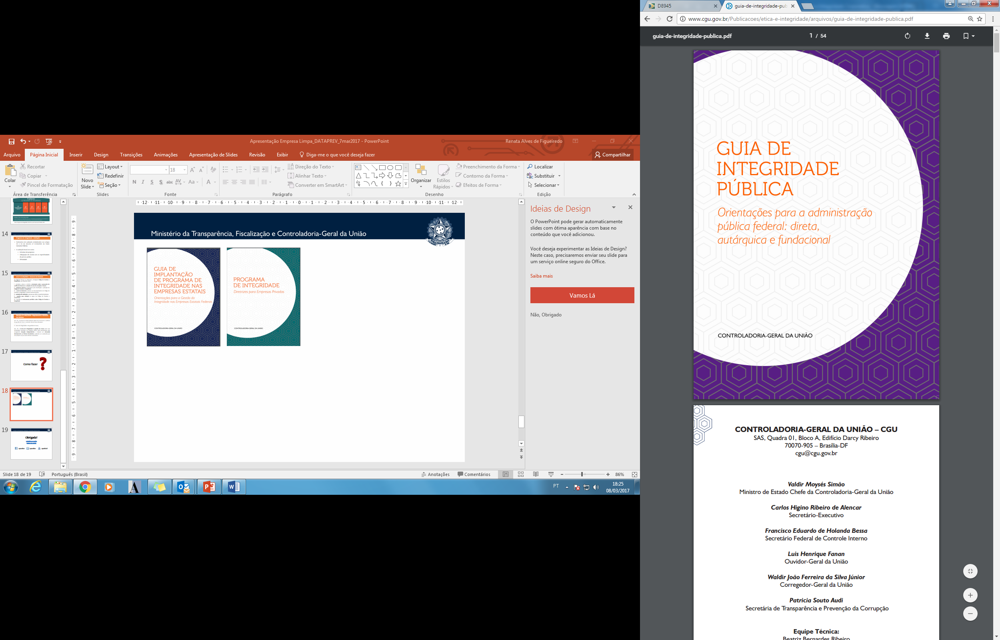 Apresentação Empresa Limpa_DATAPREV_7mar2017 - PowerPoint
Renata Alves de Figueiredo
Arquivo
Página Inicial
Inserir
Design
Transições
Animações
Apresentação de Slides
Revisão
Exibir
Diga-me o que você deseja fazer
Compartilhar
Colar
Recortar
Copiar
Pincel de Formatação
Área de Transferência
Novo
Slide
Layout
Redefinir
Seção
Slides
18
N I S S abc AV Aa A
Fonte
Direção do Texto
Alinhar Texto
Converter em SmartArt
Parágrafo
Organizar
Estilos
Rápidos
Preenchimento da Forma
Contorno da Forma
Efeitos de Forma
Desenho
Localizar
Substituir
Selecionar
Edição
14
15
16
17
Como fazer ?
18
19
Obrigada!
Ministério da Transparência, Fiscalização e Controladoria-Geral da União
GUIA DE
IMPLANTAÇÃO
DE PROGRAMA DE
INTEGRIDADE NAS
EMPRESAS ESTATAIS
Orientações para a Gestão da
Integridade nas Empresas Estatais Federais
CONTROLADORIA-GERAL DA UNIÃO
PROGRAMA
DE INTEGRIDADE
Diretrizes para Empresas Privadas
CONTROLADORIA-GERAL DA UNIÃO
Ideias de Design
O PowerPoint pode gerar automaticamente
slides com ótima aparência com base no
conteúdo que você adicionou.
Você deseja experimentar as Ideias de Design?
Neste caso, precisaremos enviar seu slide para
um serviço online seguro do Office.
Saiba mais
Vamos Lá
Não, Obrigado
Slide 18 de 19
Português (Brasil)
Anotações
Comentários
86%
PT
18:25
08/03/2017
D8945
guia-de-integridade-pub
www.cgu.gov.br/Publicacoes/etica-e-integridade/arquivos/guia-de-integridade-publica.pdf
guia-de-integridade-publica.pdf
1 / 54
GUIA DE
INTEGRIDADE
PÚBLICA
Orientações para a administração
pública federal: direta,
autárquica e fundacional
CONTROLADORIA-GERAL DA UNIÃO
CONTROLADORIA-GERAL DA UNIÃO – CGU
SAS, Quadra 01, Bloco A, Edifício Darcy Ribeiro
70070-905 – Brasília-DF
cgu@cgu.gov.br
Valdir Moysés Simão
Ministro de Estado Chefe da Controladoria-Geral da União
Carlos Higino Ribeiro de Alencar
Secretário-Executivo
Francisco Eduardo de Holanda Bessa
Secretário Federal de Controle Interno
Luis Henrique Fanan
Ouvidor-Geral da União
Waldir João Ferreira da Silva Júnior
Corregedor-Geral da União
Patricia Souto Audi
Secretária de Transparência e Prevenção da Corrupção
Equipe Técnica:
Beatriz Bernardes Ribeiro